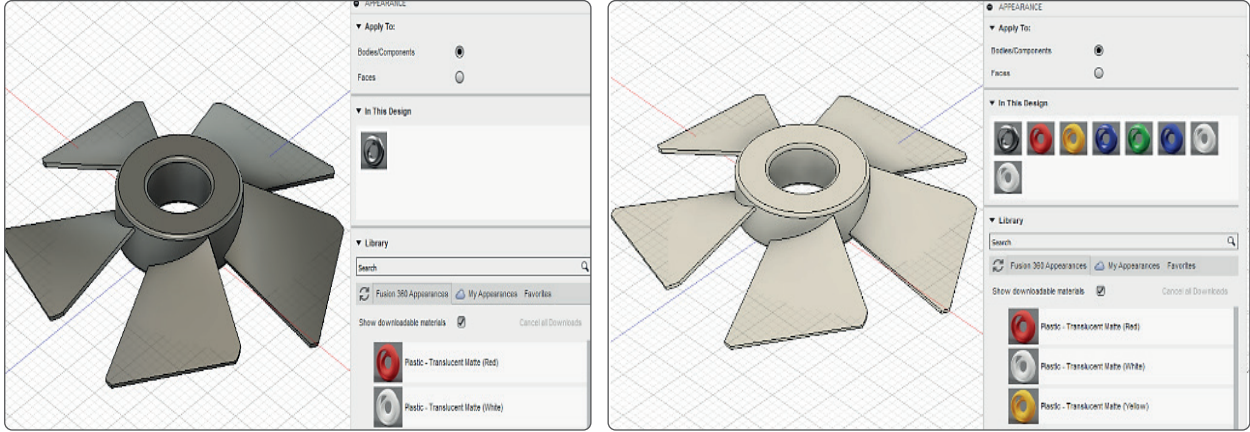 APPEARANCE
Apply To:
Bodies/Components
Faces
In This Design
Library
Search
Fusion 360 Appearances My Appearances Favorites
Show downloadable materials Cancel all Downloads
Plastic - Translucent Matte (Red)
Plastic - Translucent Matte (White)
APPEARANCE
Apply To:
Bodies/Components
Faces
In This Design
Library
Search
Fusion 360 Appearances My Appearances Favorites
Show downloadable materials Cancel all Downloads
Plastic - Translucent Matte (Red)
Plastic - Translucent Matte (White)
Plastic - Translucent Matte (Yellow)